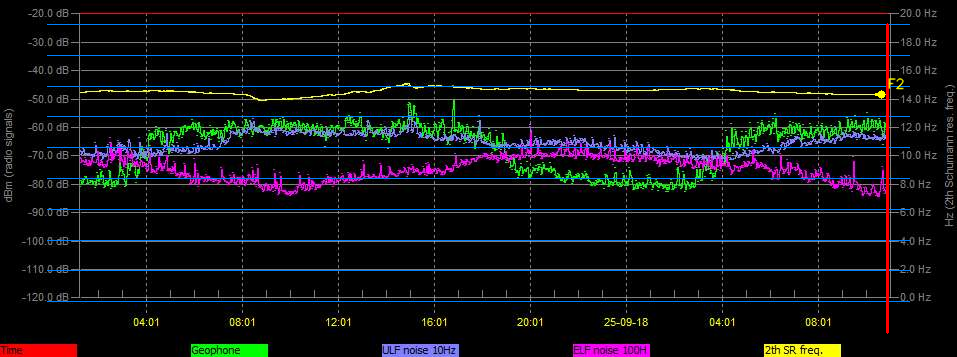 -20.0 dB 20.0 Hz
-30.0 dB 18.0 Hz
-40.0 dB 16.0 Hz
F2
-50.0 dB 14.0 Hz
-60.0 dB 12.0 Hz
-70.0 dB 10.0 Hz
-80.0 dB 8.0 Hz
-90.0 dB 6.0 Hz
-100.0 dB 4.0 Hz
-110.0 dB 2.0 Hz
-120.0 dB 0.0 Hz
dBm (radio signals)
Hz (2th Schumann res. freq.)
04:01 08:01 12:01 16:01 20:01 25-09-18 04:01 08:01
Time Geophone ULF noise 10Hz ELF noise 100H 2th SR freq.